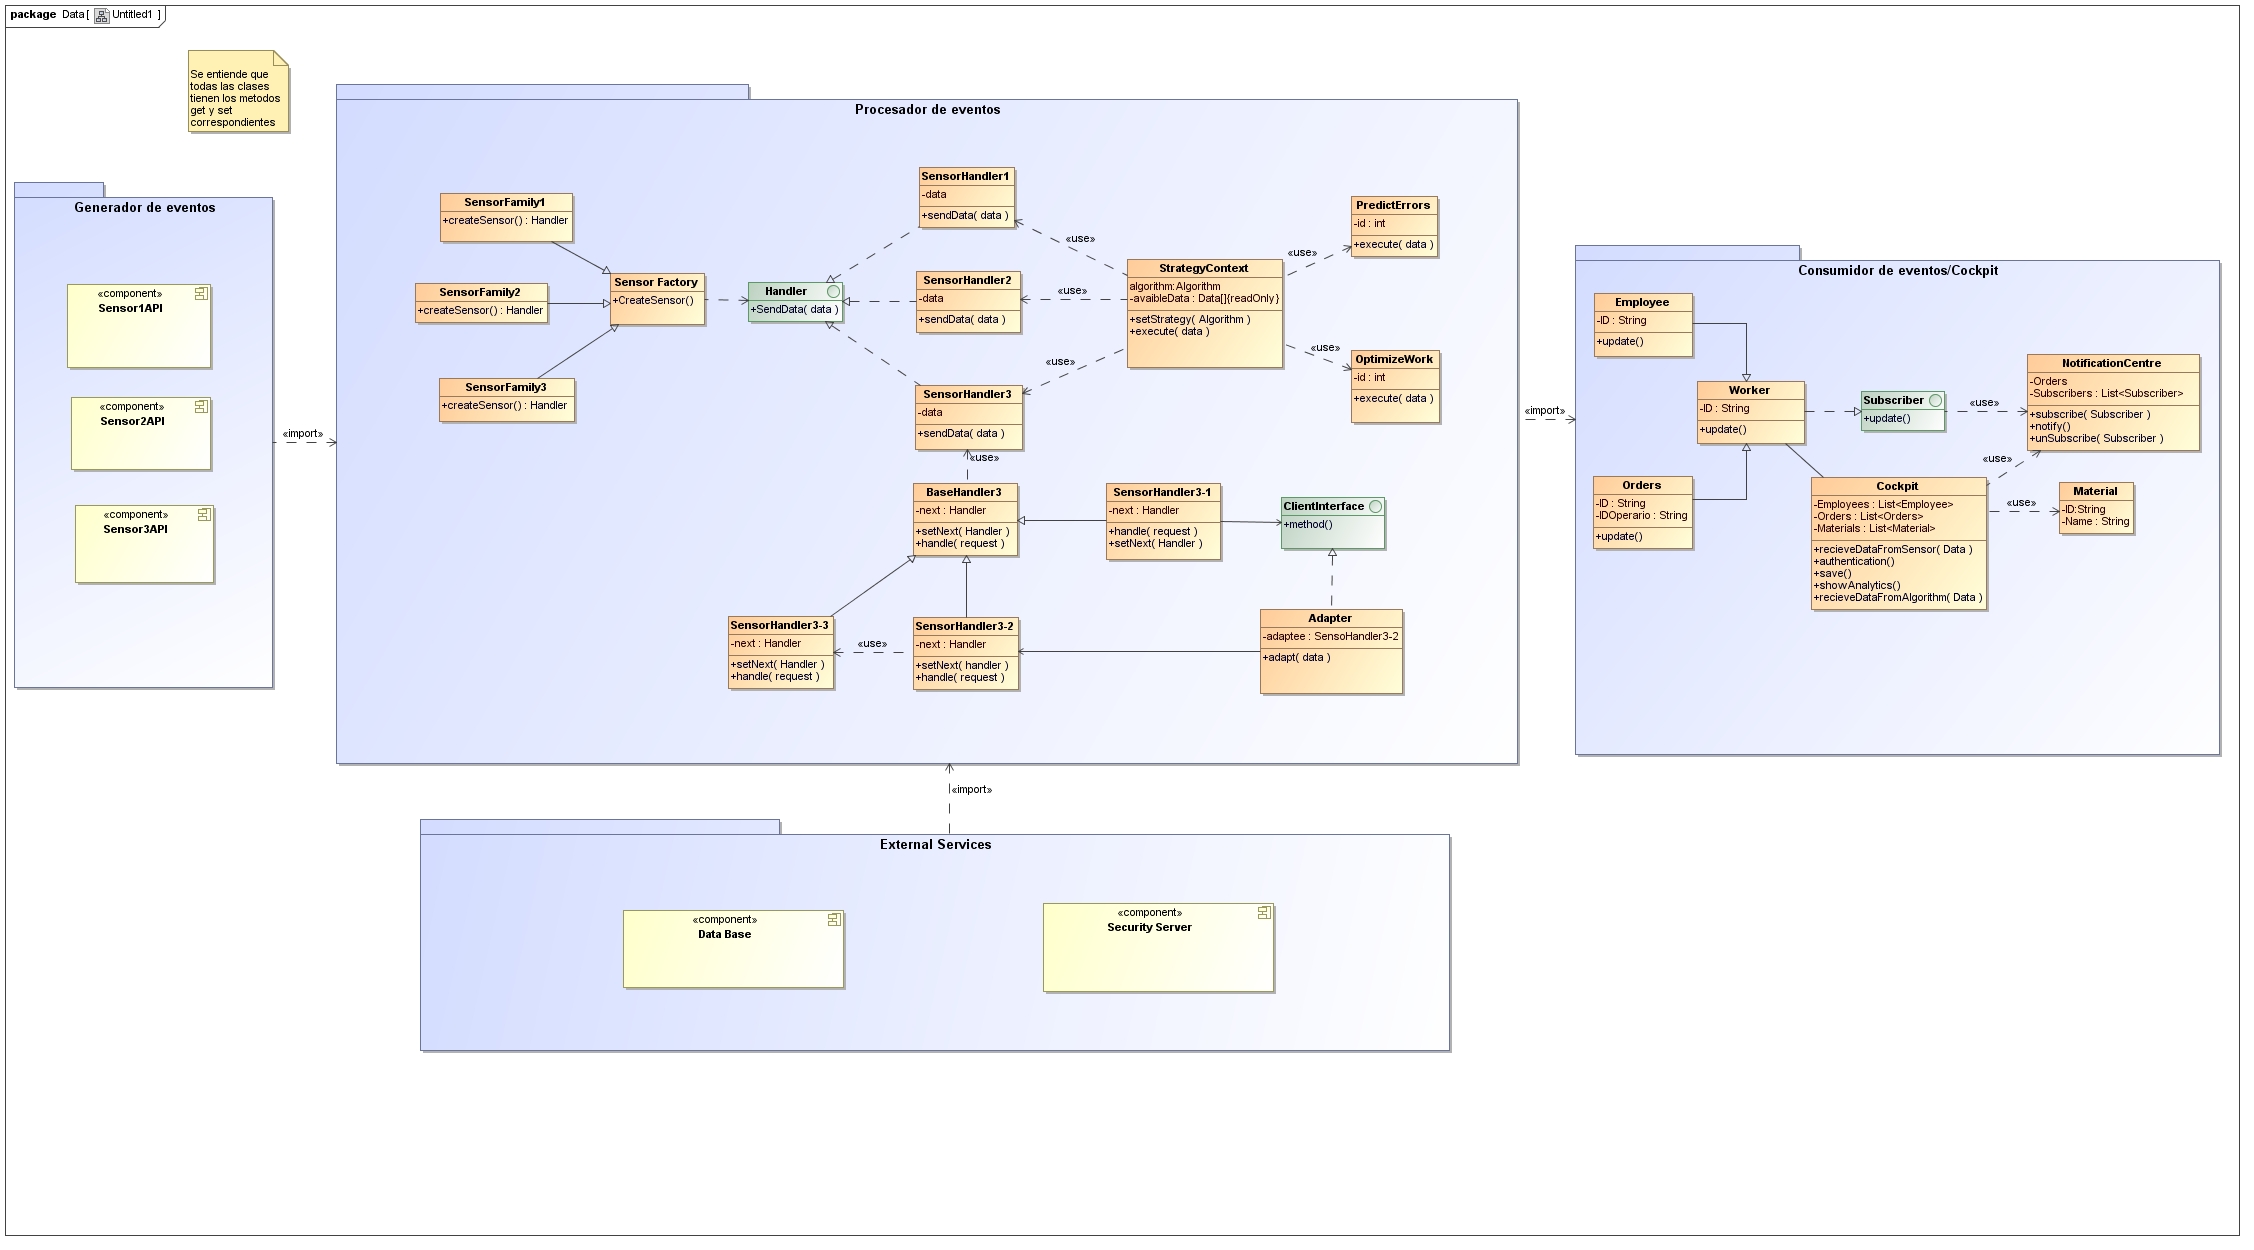 package Data [ Untitled1 ]
Se entiende que
todas las clases
tienen los metodos
get y set
correspondientes
Generador de eventos
«component»
Sensor1API
«component»
Sensor2API
«component»
Sensor3API
«import»
Procesador de eventos
SensorFamily1
+createSensor() : Handler
SensorFamily2
+createSensor() : Handler
SensorFamily3
+createSensor() : Handler
Sensor Factory
+CreateSensor()
Handler
+SendData( data )
SensorHandler1
-data
+sendData( data )
SensorHandler2
-data
+sendData( data )
SensorHandler3
-data
+sendData( data )
«use»
«use»
«use»
StrategyContext
algorithm:Algorithm
-avaibleData : Data[]{readOnly}
+setStrategy( Algorithm )
+execute( data )
«use»
«use»
PredictErrors
-id : int
+execute( data )
OptimizeWork
-id : int
+execute( data )
«use»
BaseHandler3
-next : Handler
+setNext( Handler )
+handle( request )
SensorHandler3-1
-next : Handler
+handle( request )
+setNext( Handler )
ClientInterface
+method()
SensorHandler3-3
-next : Handler
+setNext( Handler )
+handle( request )
«use»
SensorHandler3-2
-next : Handler
+setNext( handler )
+handle( request )
Adapter
-adaptee : SensoHandler3-2
+adapt( data )
«import»
Consumidor de eventos/Cockpit
Employee
-ID : String
+update()
Worker
-ID : String
+update()
Orders
-ID : String
-IDOperario : String
+update()
Subscriber
+update()
«use»
NotificationCentre
-Orders
-Subscribers : List<Subscriber>
+subscribe( Subscriber )
+notify()
+unSubscribe( Subscriber )
«use»
Cockpit
-Employees : List<Employee>
-Orders : List<Orders>
-Materials : List<Material>
+recieveDataFromSensor( Data )
+authentication()
+save()
+showAnalytics()
+recieveDataFromAlgorithm( Data )
«use»
Material
-ID:String
-Name : String
«import»
External Services
«component»
Data Base
«component»
Security Server